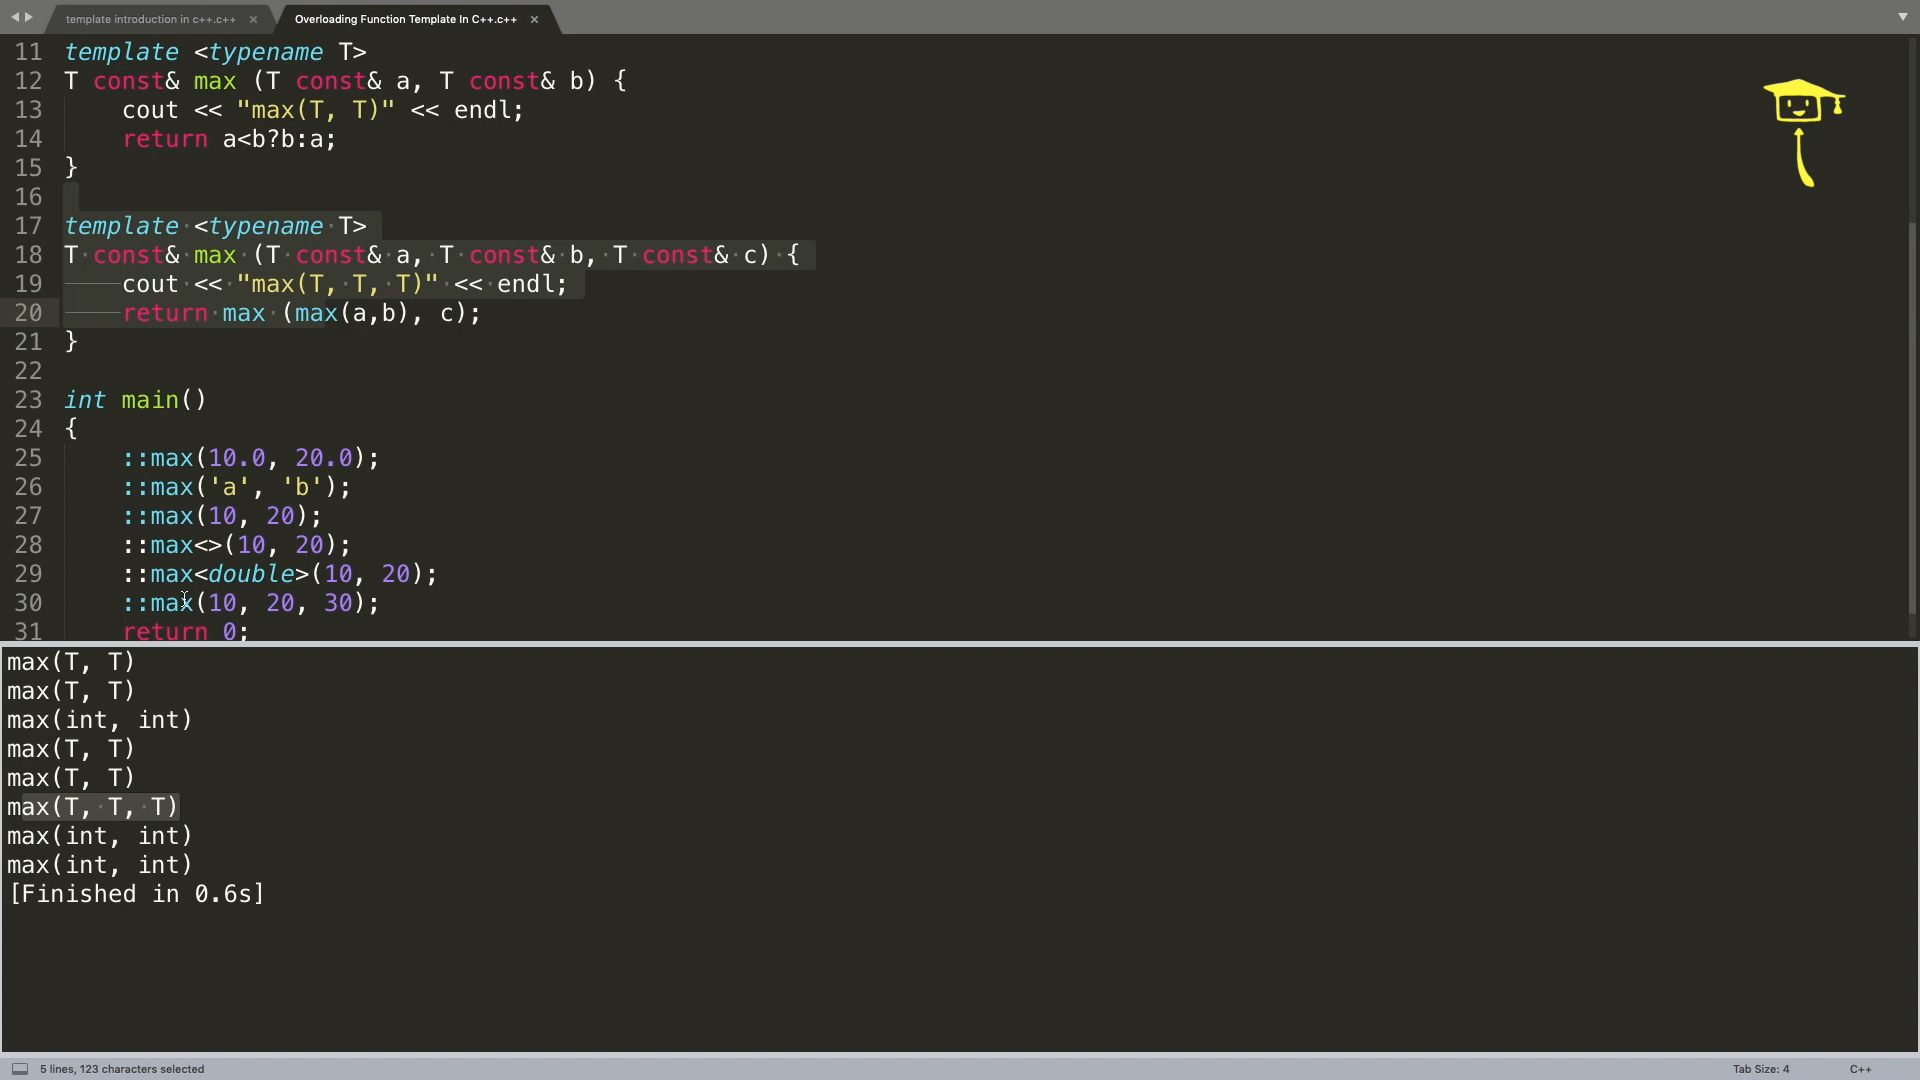 template introduction in c++.c++ ×
Overloading Function Template In C++.c++ ×
11 template <typename T>
12 T const& max (T const& a, T const& b) {
13 cout << "max(T, T)" << endl;
14 return a<b?b:a;
15 }
16
17 template <typename T>
18 T const& max (T const& a, T const& b, T const& c) {
19 cout << "max(T, T, T)" << endl;
20 return max (max(a,b), c);
21 }
22
23 int main()
24 {
25 ::max(10.0, 20.0);
26 ::max('a', 'b');
27 ::max(10, 20);
28 ::max<>(10, 20);
29 ::max<double>(10, 20);
30 ::max(10, 20, 30);
31 return 0;
max(T, T)
max(T, T)
max(int, int)
max(T, T)
max(T, T)
max(T, T, T)
max(int, int)
max(int, int)
[Finished in 0.6s]
5 lines, 123 characters selected
Tab Size: 4
C++